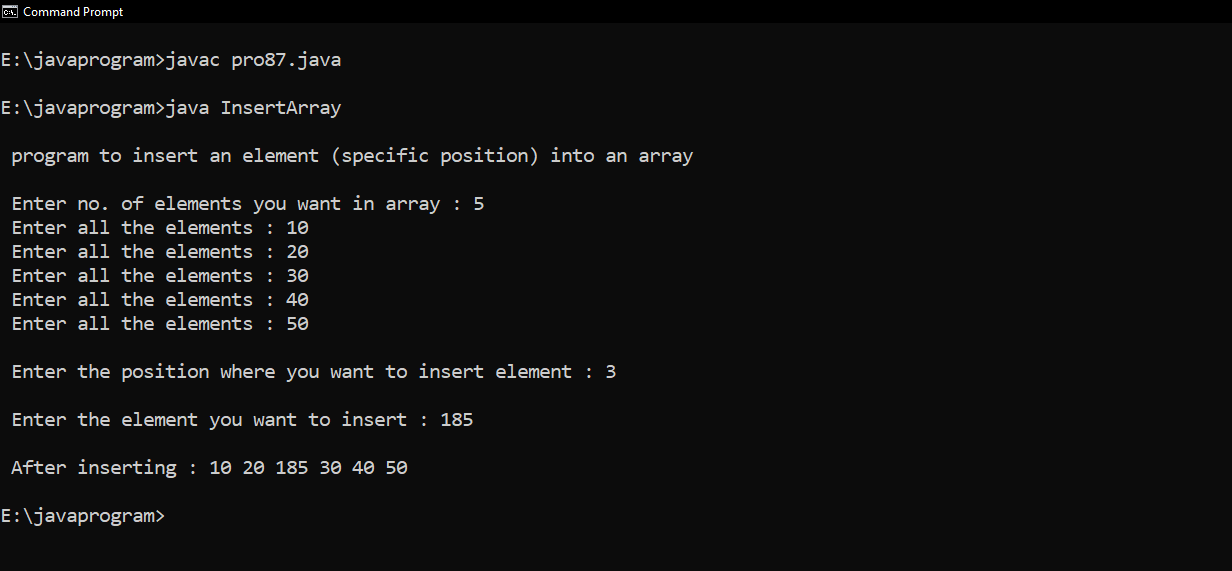 Command Prompt
E:\javaprogram>javac pro87.java
E:\javaprogram>java InsertArray
program to insert an element (specific position) into an array
Enter no. of elements you want in array : 5
Enter all the elements : 10
Enter all the elements : 20
Enter all the elements : 30
Enter all the elements : 40
Enter all the elements : 50
Enter the position where you want to insert element : 3
Enter the element you want to insert : 185
After inserting : 10 20 185 30 40 50
E:\javaprogram>